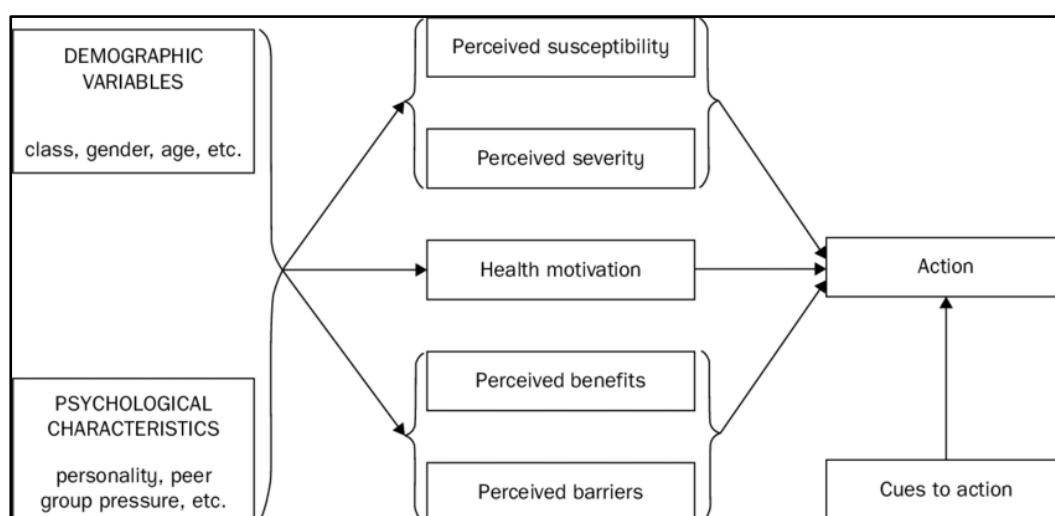 DEMOGRAPHIC
VARIABLES
class, gender, age, etc.
PSYCHOLOGICAL
CHARACTERISTICS
personality, peer
group pressure, etc.
Perceived susceptibility
Perceived severity
Health motivation
Perceived benefits
Perceived barriers
Action
Cues to action